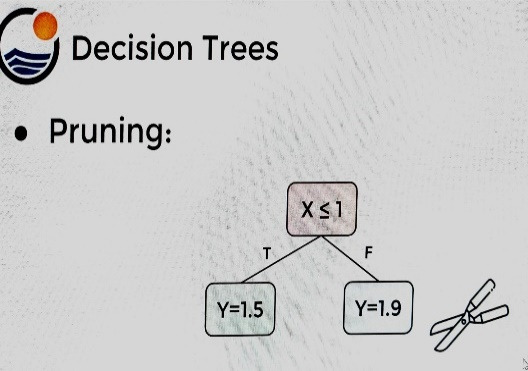 Decision Trees
• Pruning:
X ≤ 1
T F
Y=1.5 Y=1.9